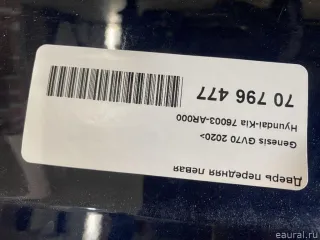 Дверь передняя левая
Genesis GV70 2020>
Hyundai-Kia 76003-AR000
70 796 477
eaural.ru